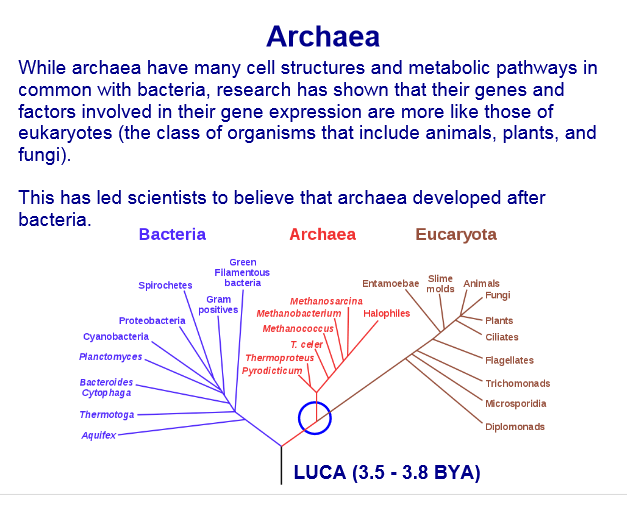 Archaea
While archaea have many cell structures and metabolic pathways in
common with bacteria, research has shown that their genes and
factors involved in their gene expression are more like those of
eukaryotes (the class of organisms that include animals, plants, and
fungi).
This has led scientists to believe that archaea developed after
bacteria.
Bacteria Archaea Eucaryota
Green
Filamentous
bacteria
Spirochetes
Gram
positives
Proteobacteria
Cyanobacteria
Planctomyces
Bacteroides
Cytophaga
Thermotoga
Aquifex
Methanosarcina
Methanobacterium
Halophiles
Methanococcus
T. celer
Thermoproteus
Pyrodicticum
Entamoebae
Slime
molds
Animals
Fungi
Plants
Ciliates
Flagellates
Trichomonads
Microsporidia
Diplomonads
LUCA (3.5 - 3.8 BYA)